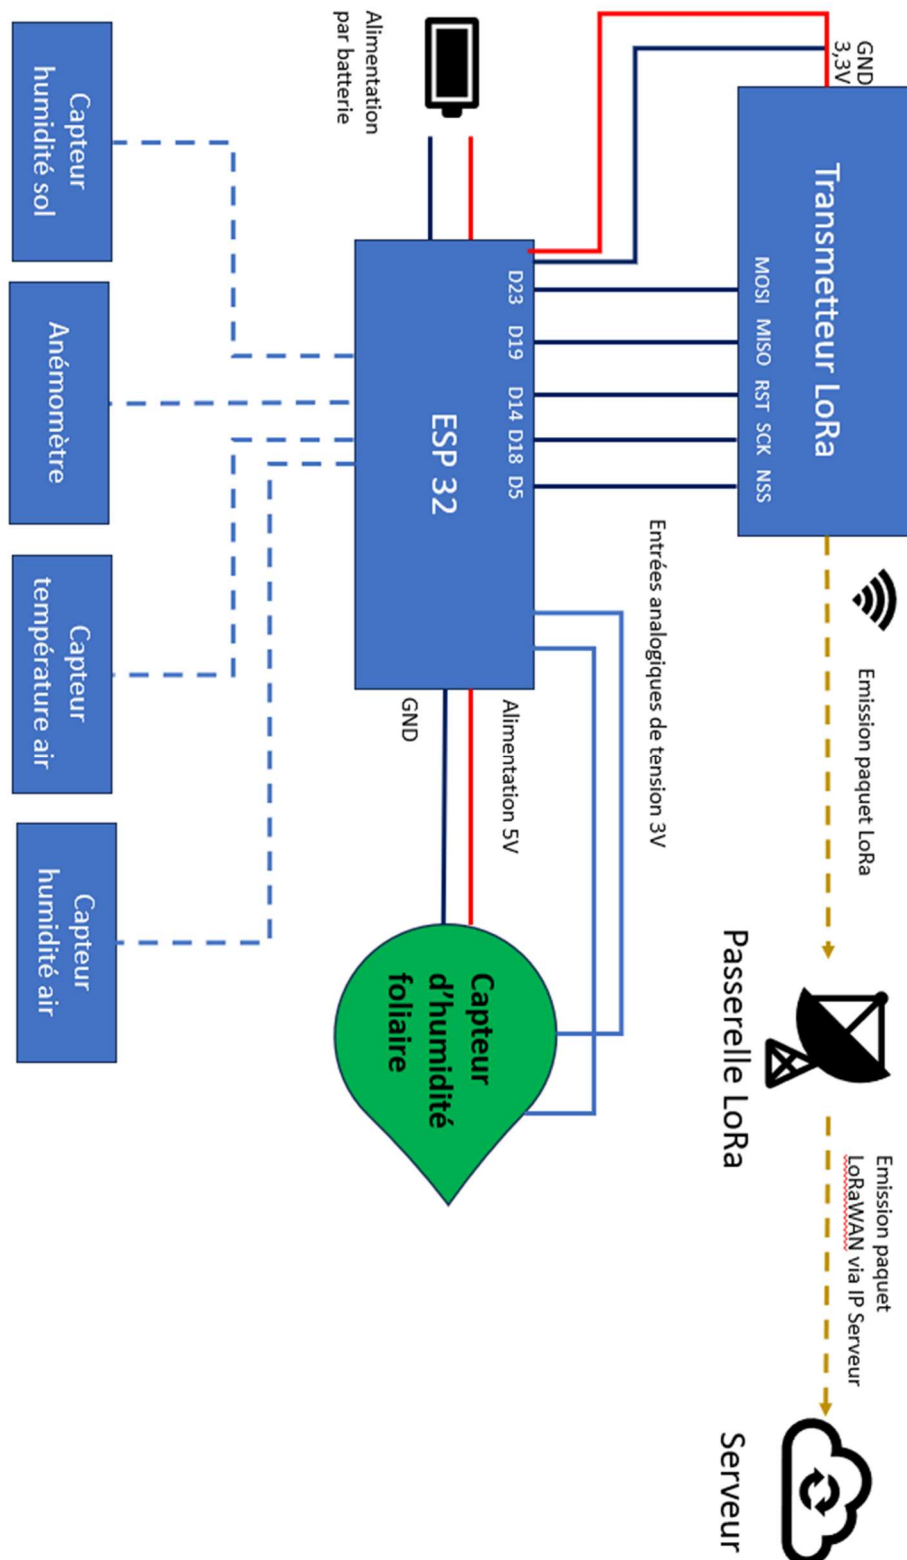 Transmetteur LoRa
GND
3,3V
MOSI
MISO
RST
SCK
NSS
Emission paquet LoRa
Passerelle LoRa
Emission paquet
LoRaWAN via IP Serveur
Serveur
Entrées analogiques de tension 3V
Alimentation
par batterie
D23
D19
D14
D18
D5
ESP 32
Alimentation 5V
GND
Capteur
d'humidité
foliaire
Capteur
humidité sol
Anémomètre
Capteur
température air
Capteur
humidité air